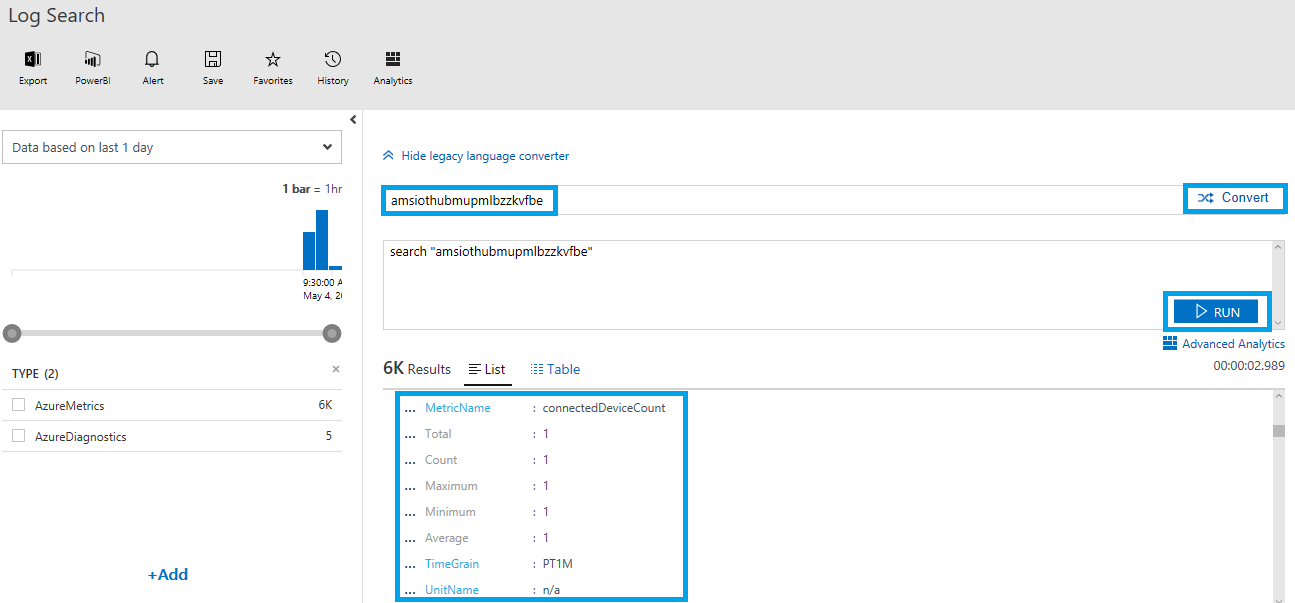 Log Search
Export PowerBI Alert Save Favorites History Analytics
Data based on last 1 day
1 bar = 1hr
9:30:00 A
May 4, 20
TYPE (2)
AzureMetrics 6K
AzureDiagnostics 5
+Add
Hide legacy language converter
amsiothubmupmlbzzkvfbe Convert
search "amsiothubmupmlbzzkvfbe"
RUN
Advanced Analytics
6K Results List Table 00:00:02.989
... MetricName : connectedDeviceCount
... Total : 1
... Count : 1
... Maximum : 1
... Minimum : 1
... Average : 1
... TimeGrain : PT1M
... UnitName : n/a